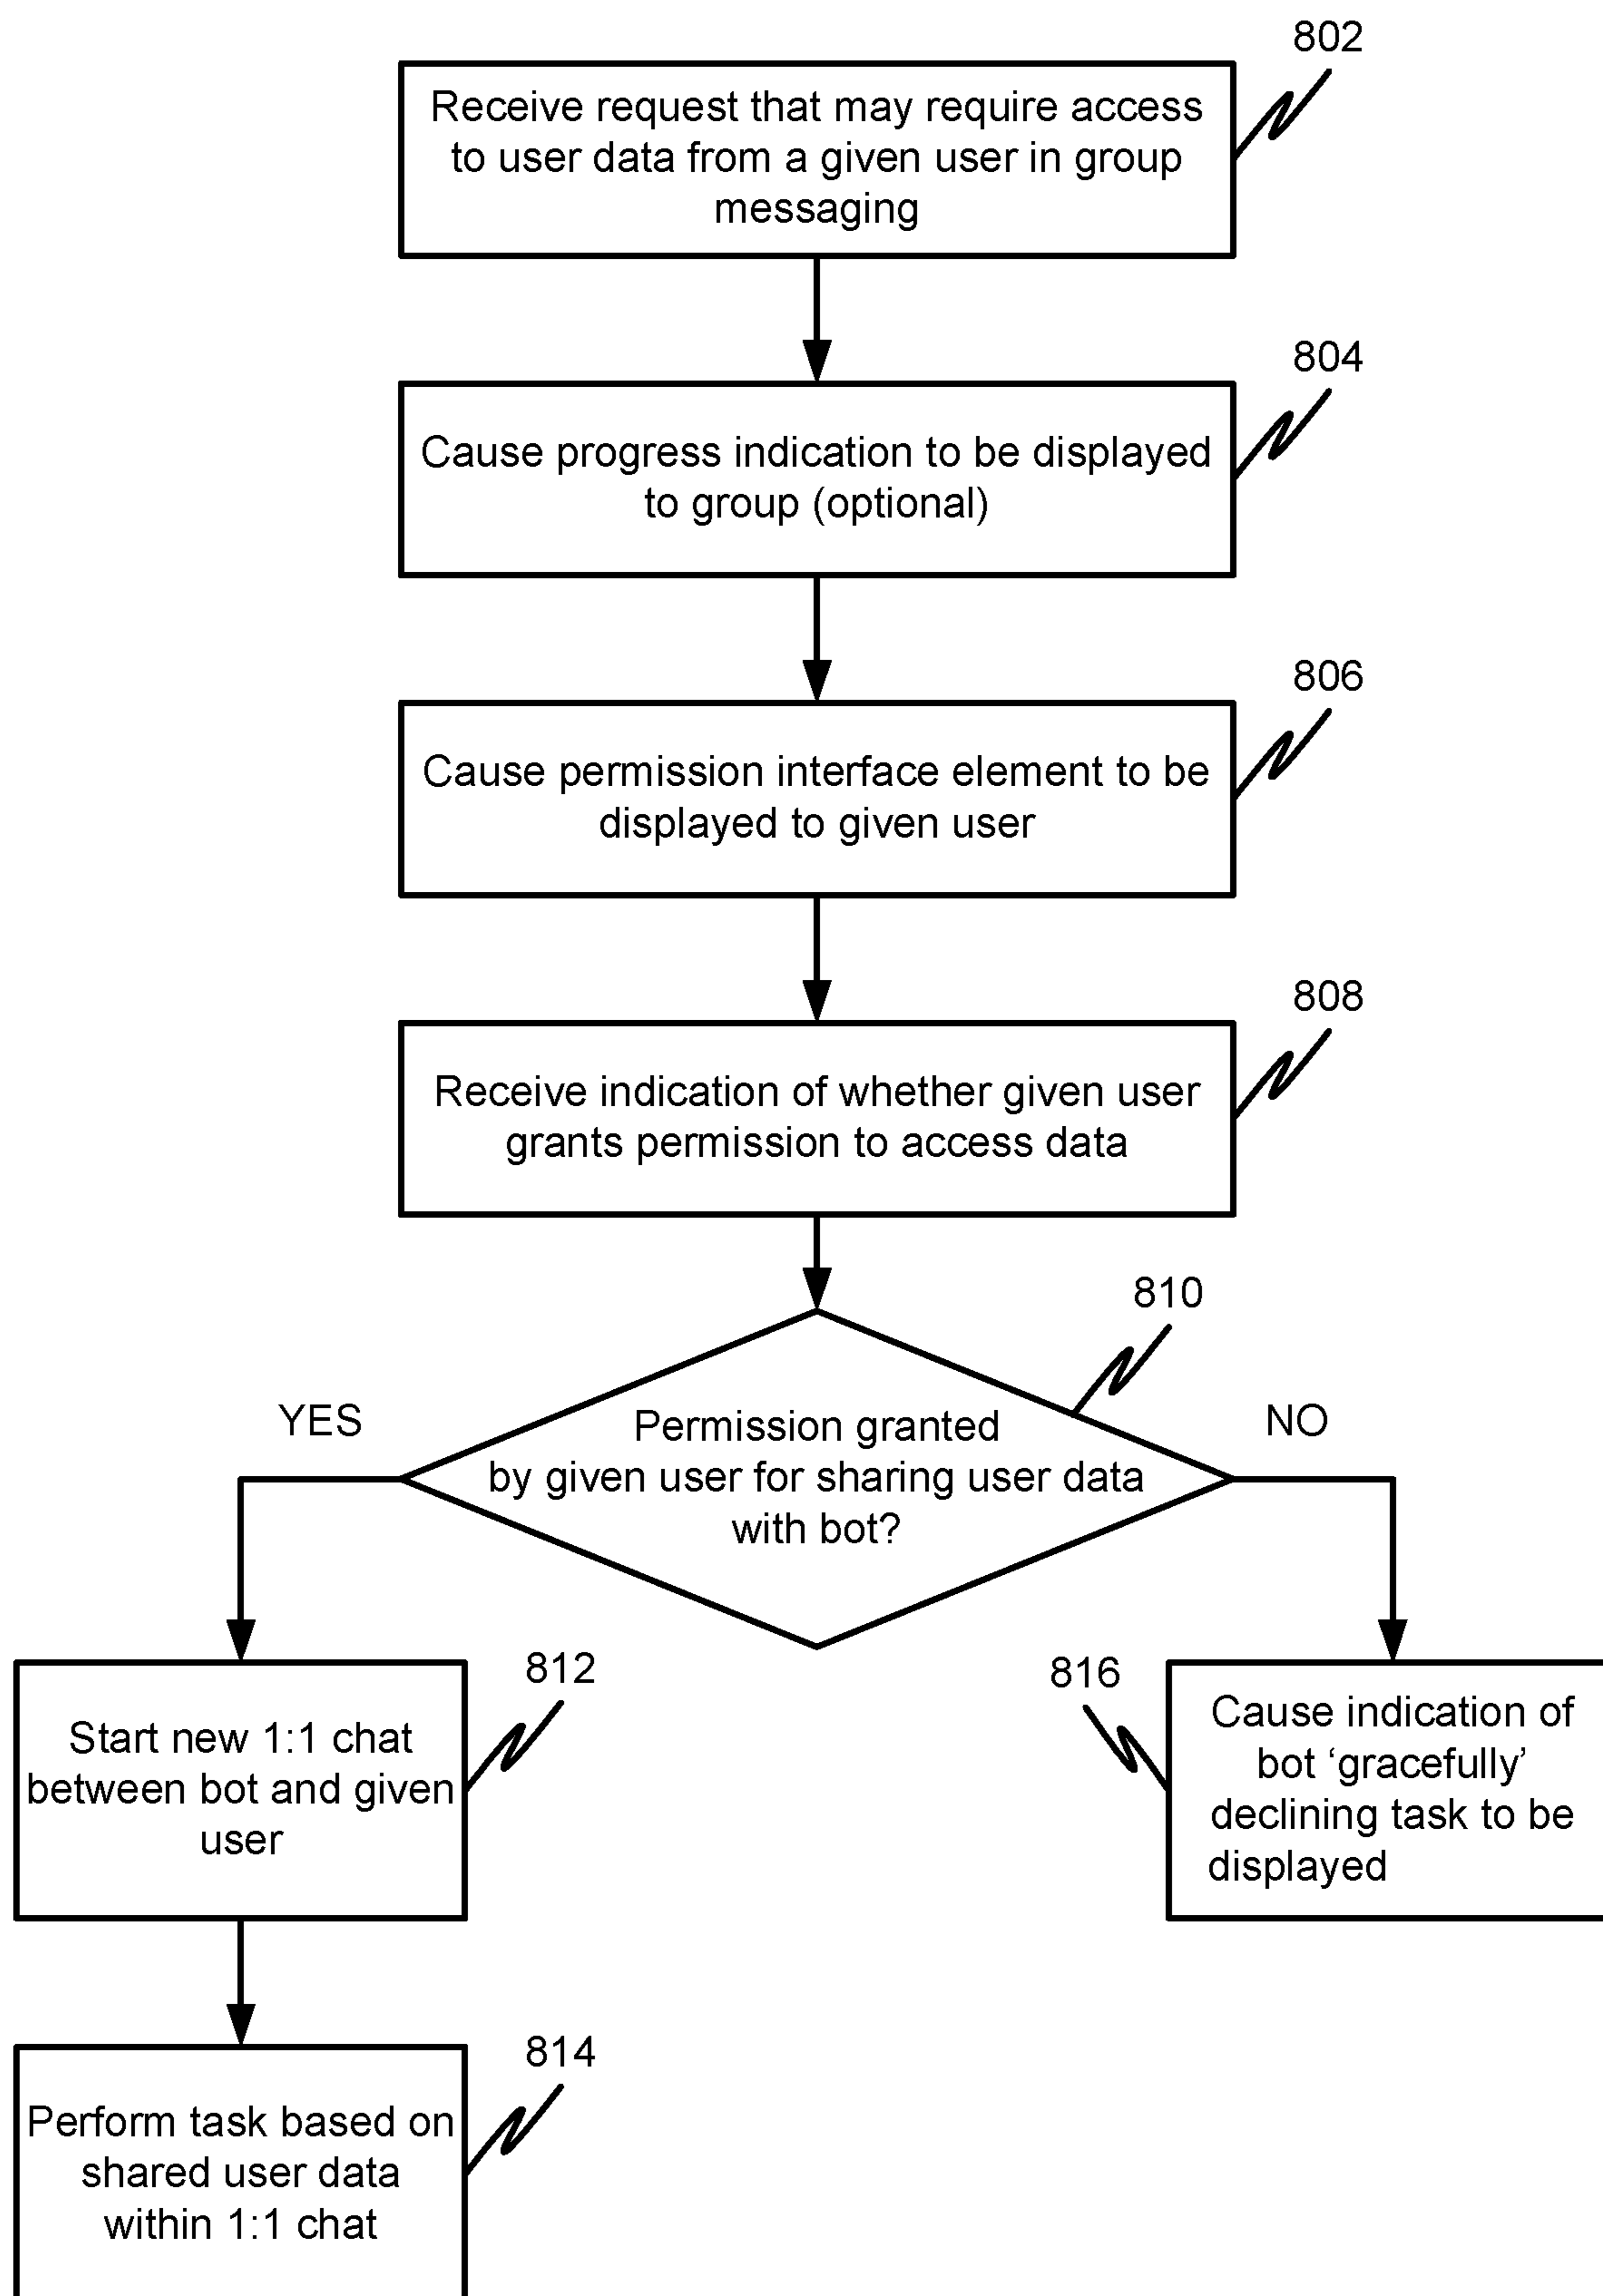 802
Receive request that may require access
to user data from a given user in group
messaging
804
Cause progress indication to be displayed
to group (optional)
806
Cause permission interface element to be
displayed to given user
808
Receive indication of whether given user
grants permission to access data
810
YES
NO
Permission granted
by given user for sharing user data
with bot?
812
Start new 1:1 chat
between bot and given
user
816
Cause indication of
bot ‘gracefully’
declining task to be
displayed
814
Perform task based on
shared user data
within 1:1 chat